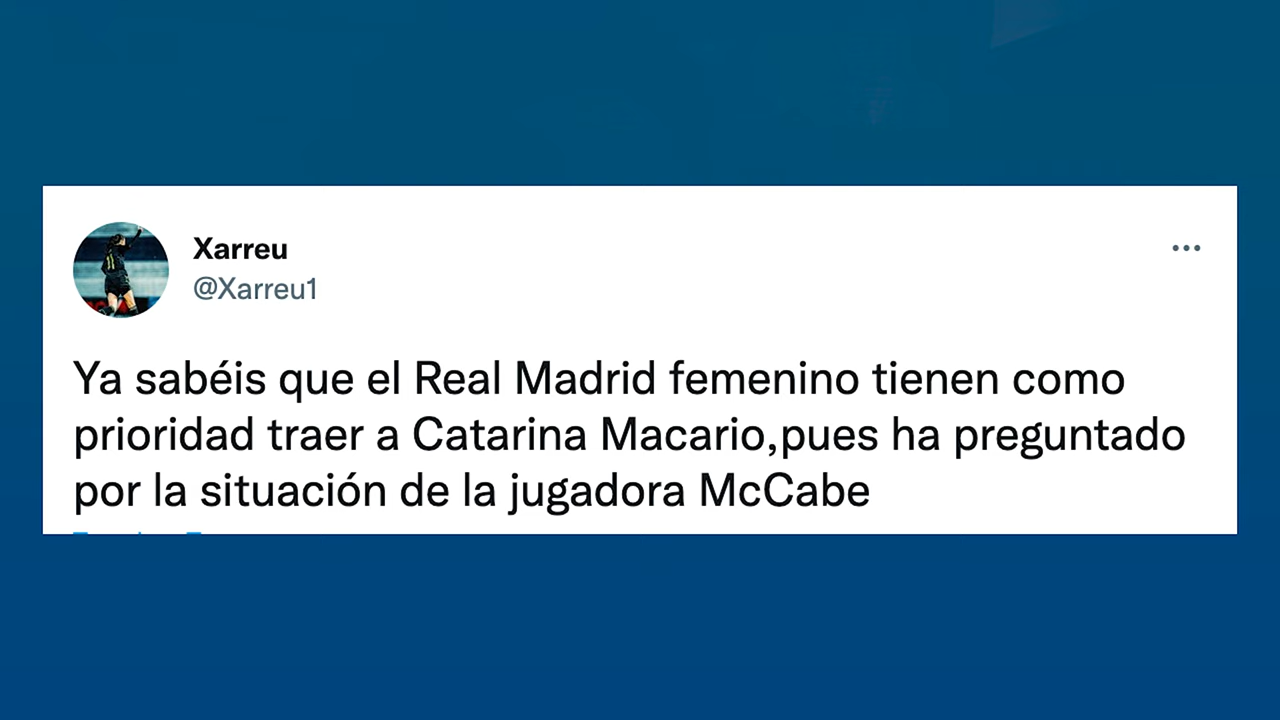 Xarreu
@Xarreu1
Ya sabéis que el Real Madrid femenino tienen como
prioridad traer a Catarina Macario,pues ha preguntado
por la situación de la jugadora McCabe